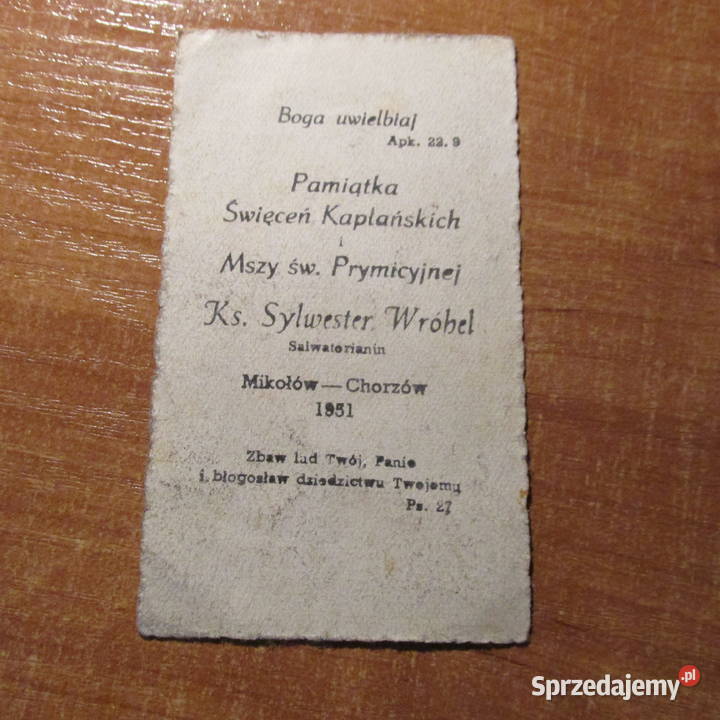 Boga uwielbiaj
Apk. 22.9
Pamiątka
Święceń Kapłańskich
i
Mszy św. Prymicyjnej
Ks. Sylwester Wróbel
Salwatorianin
Mikołów — Chorzów
1951
Zbaw lud Twój, Panie
i błogosław dziedzictwu Twojemu
Ps. 27
Sprzedajemy.pl